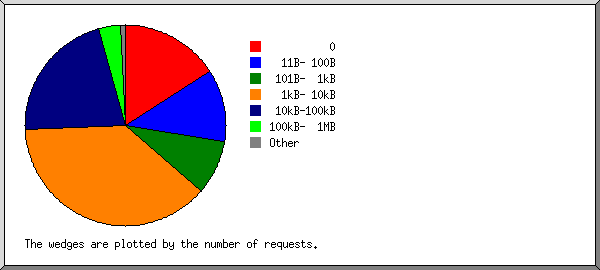 0
11B- 100B
101B- 1kB
1kB- 10kB
10kB-100kB
100kB- 1MB
Other
The wedges are plotted by the number of requests.